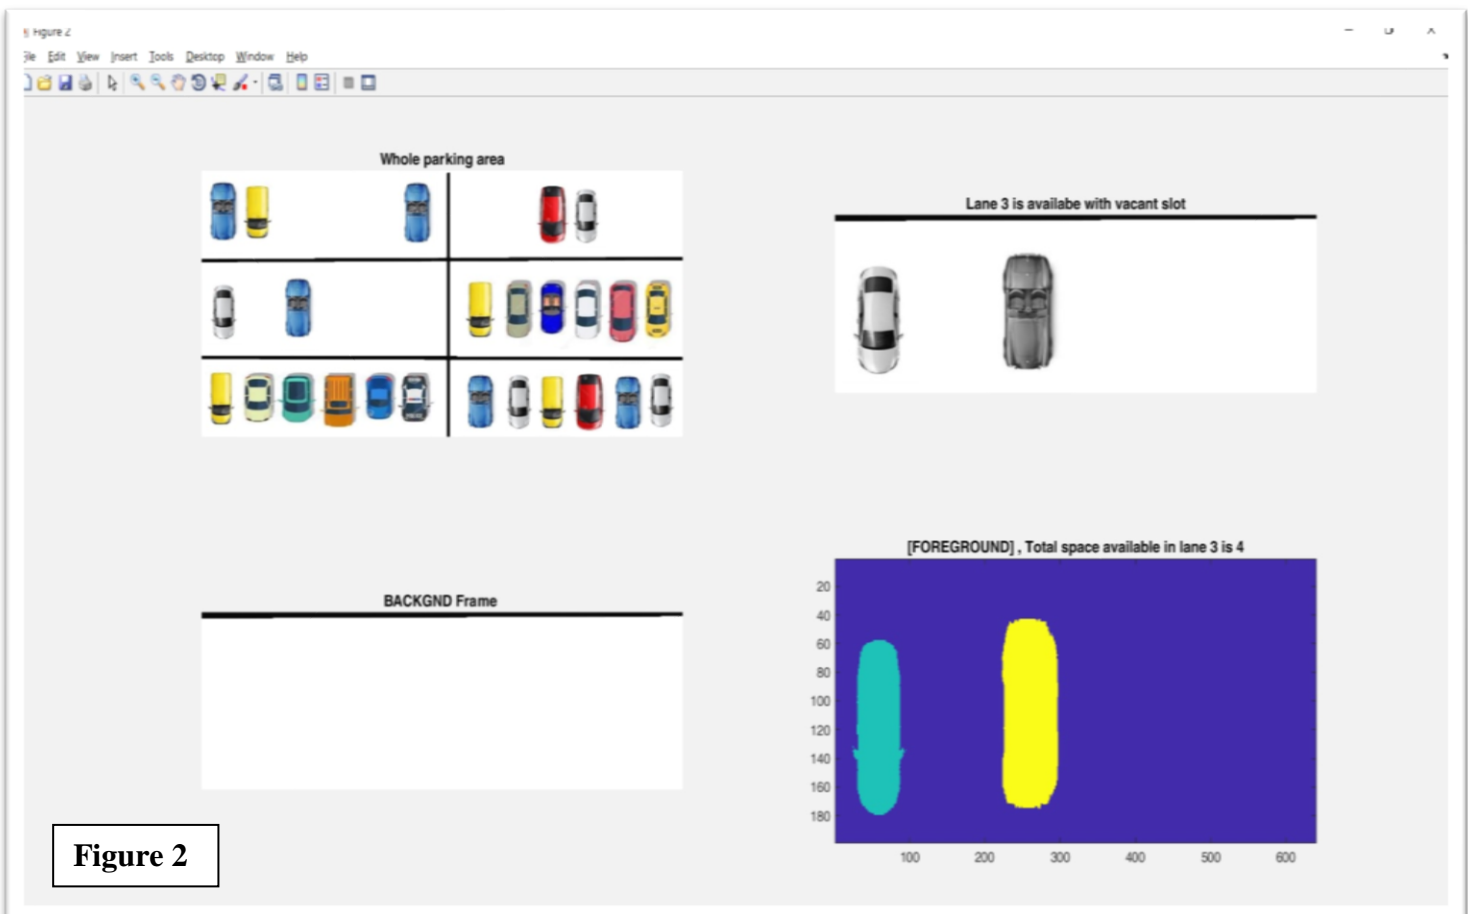 Figure 2
File Edit View Insert Tools Desktop Window Help
Whole parking area
Lane 3 is availabe with vacant slot
BACKGND Frame
[FOREGROUND] , Total space available in lane 3 is 4
20
40
60
80
100
120
140
160
180
100 200 300 400 500 600
Figure 2